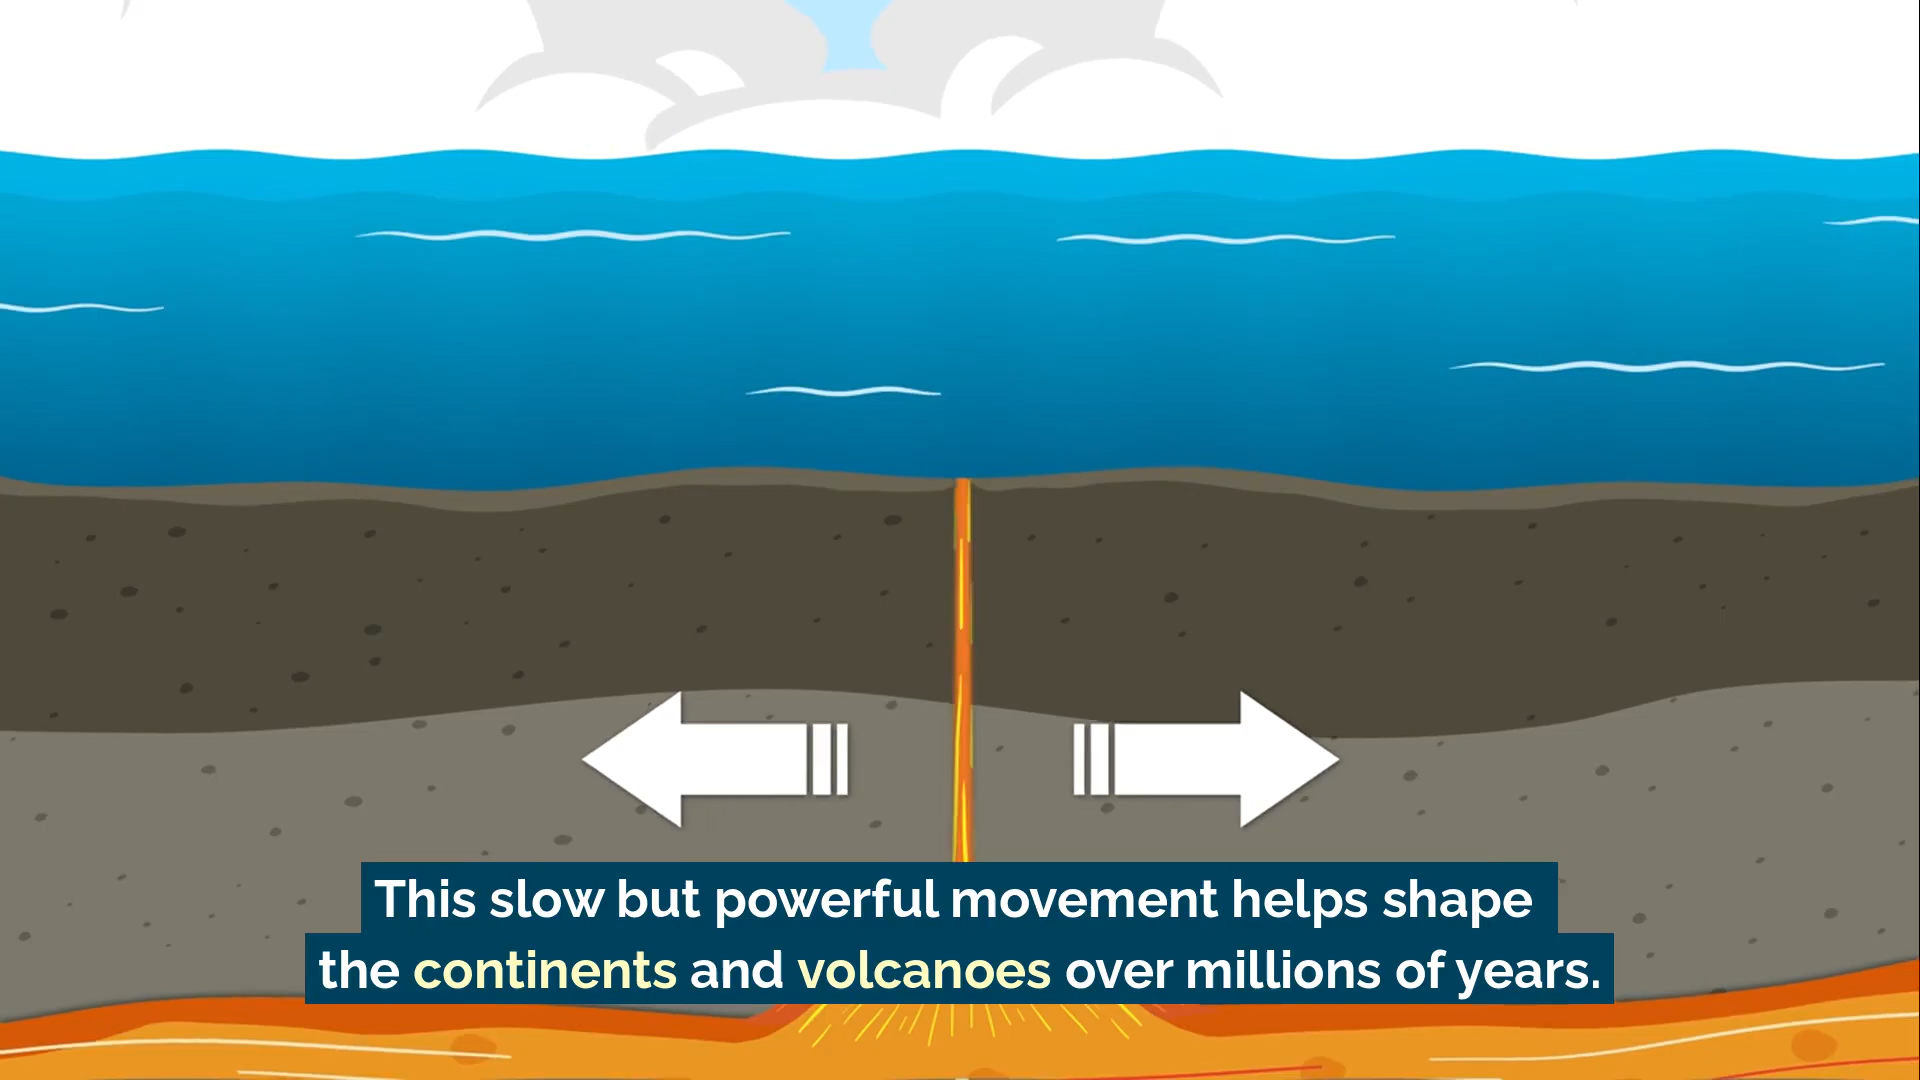 This slow but powerful movement helps shape
the continents and volcanoes over millions of years.